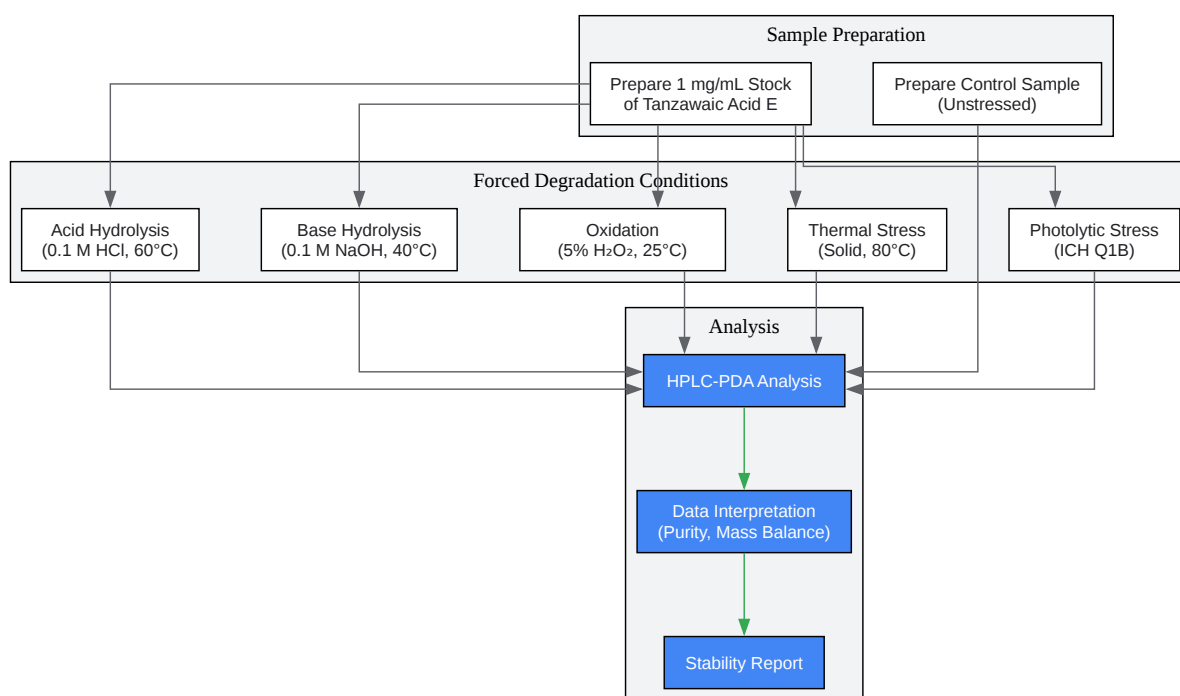 Sample Preparation
Prepare 1 mg/mL Stock
of Tanzawaic Acid E
Prepare Control Sample
(Unstressed)
Forced Degradation Conditions
Acid Hydrolysis
(0.1 M HCl, 60°C)
Base Hydrolysis
(0.1 M NaOH, 40°C)
Oxidation
(5% H₂O₂, 25°C)
Thermal Stress
(Solid, 80°C)
Photolytic Stress
(ICH Q1B)
Analysis
HPLC-PDA Analysis
Data Interpretation
(Purity, Mass Balance)
Stability Report